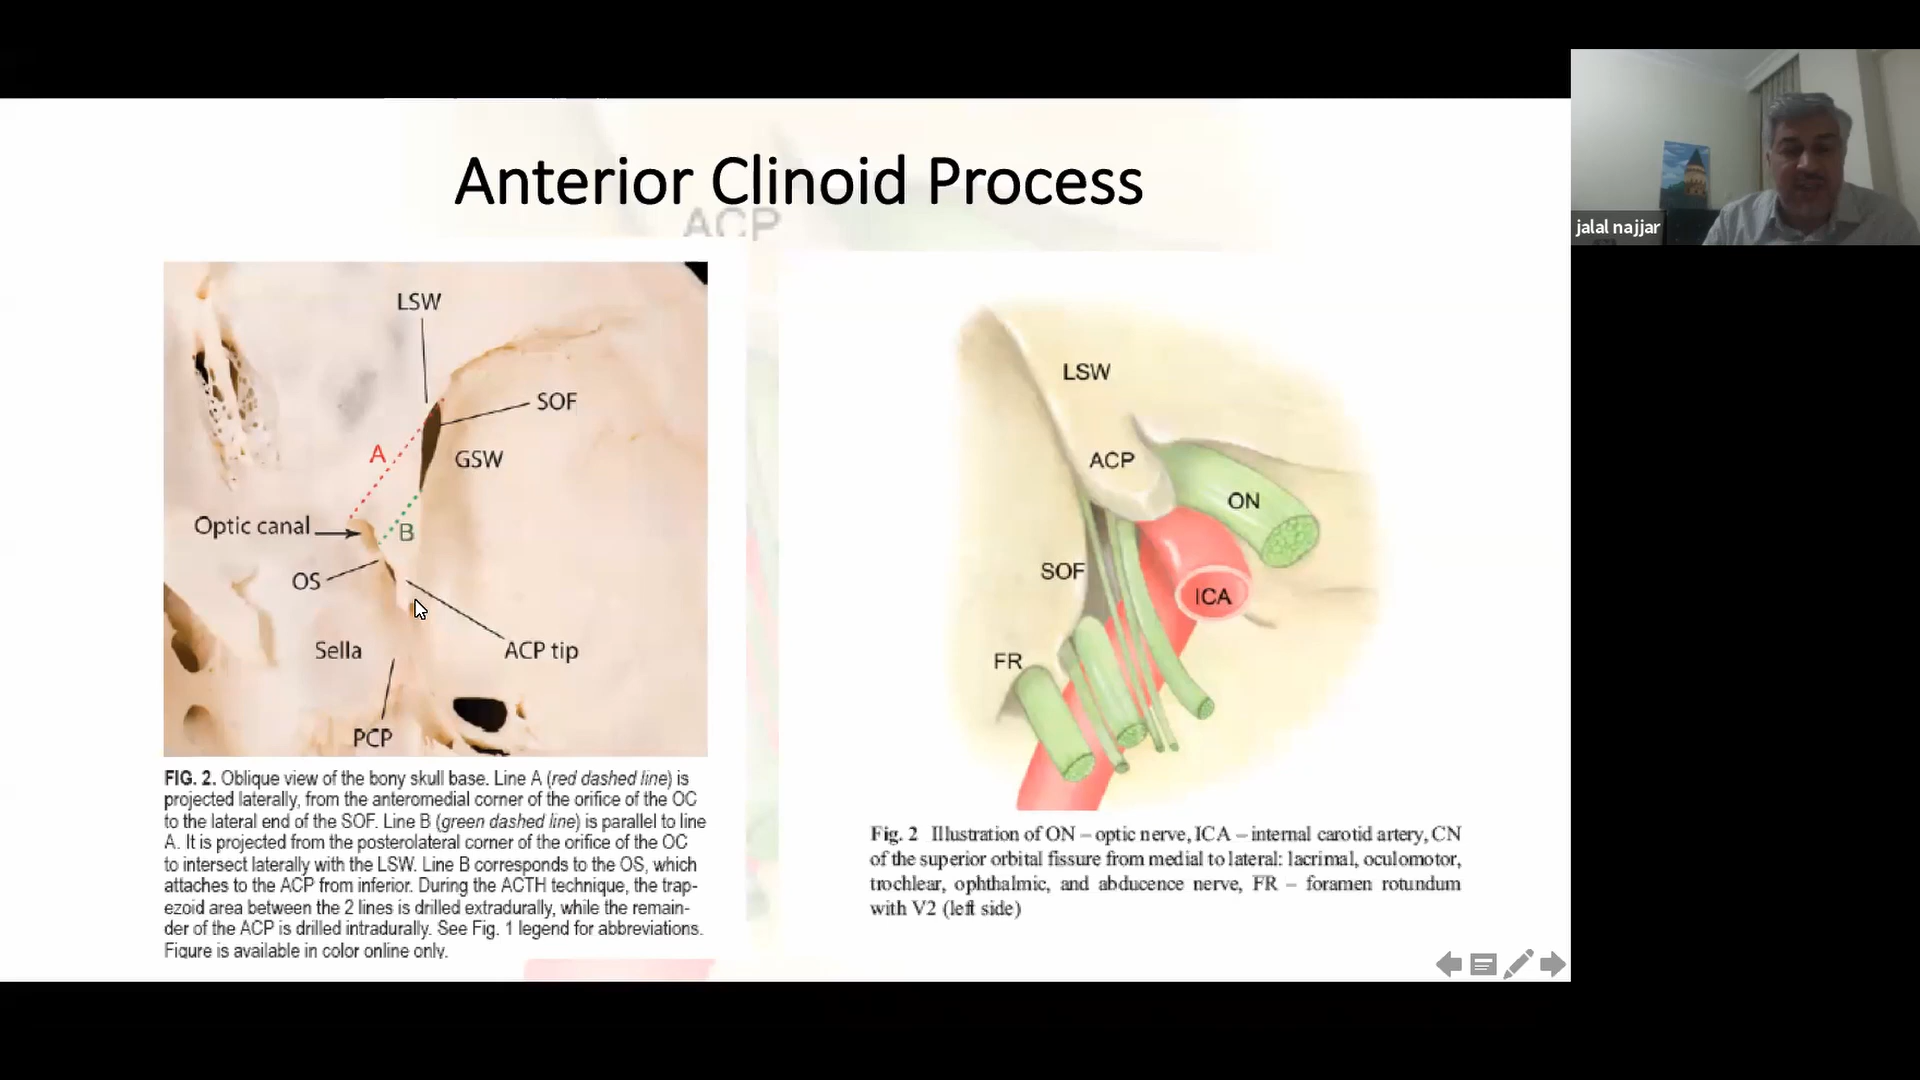 Anterior Clinoid Process
ACP
jalal najjar
LSW
SOF
A
GSW
Optic canal
B
OS
Sella
ACP tip
PCP
FIG. 2. Oblique view of the bony skull base. Line A (red dashed line) is
projected laterally, from the anteromedial corner of the orifice of the OC
to the lateral end of the SOF. Line B (green dashed line) is parallel to line
A. It is projected from the posterolateral corner of the orifice of the OC
to intersect laterally with the LSW. Line B corresponds to the OS, which
attaches to the ACP from inferior. During the ACTH technique, the trap-
ezoid area between the 2 lines is drilled extradurally, while the remain-
der of the ACP is drilled intradurally. See Fig. 1 legend for abbreviations.
Figure is available in color online only.
LSW
ACP
ON
SOF
ICA
FR
Fig. 2 Illustration of ON – optic nerve, ICA – internal carotid artery, CN
of the superior orbital fissure from medial to lateral: lacrimal, oculomotor,
trochlear, ophthalmic, and abducence nerve, FR – foramen rotundum
with V2 (left side)